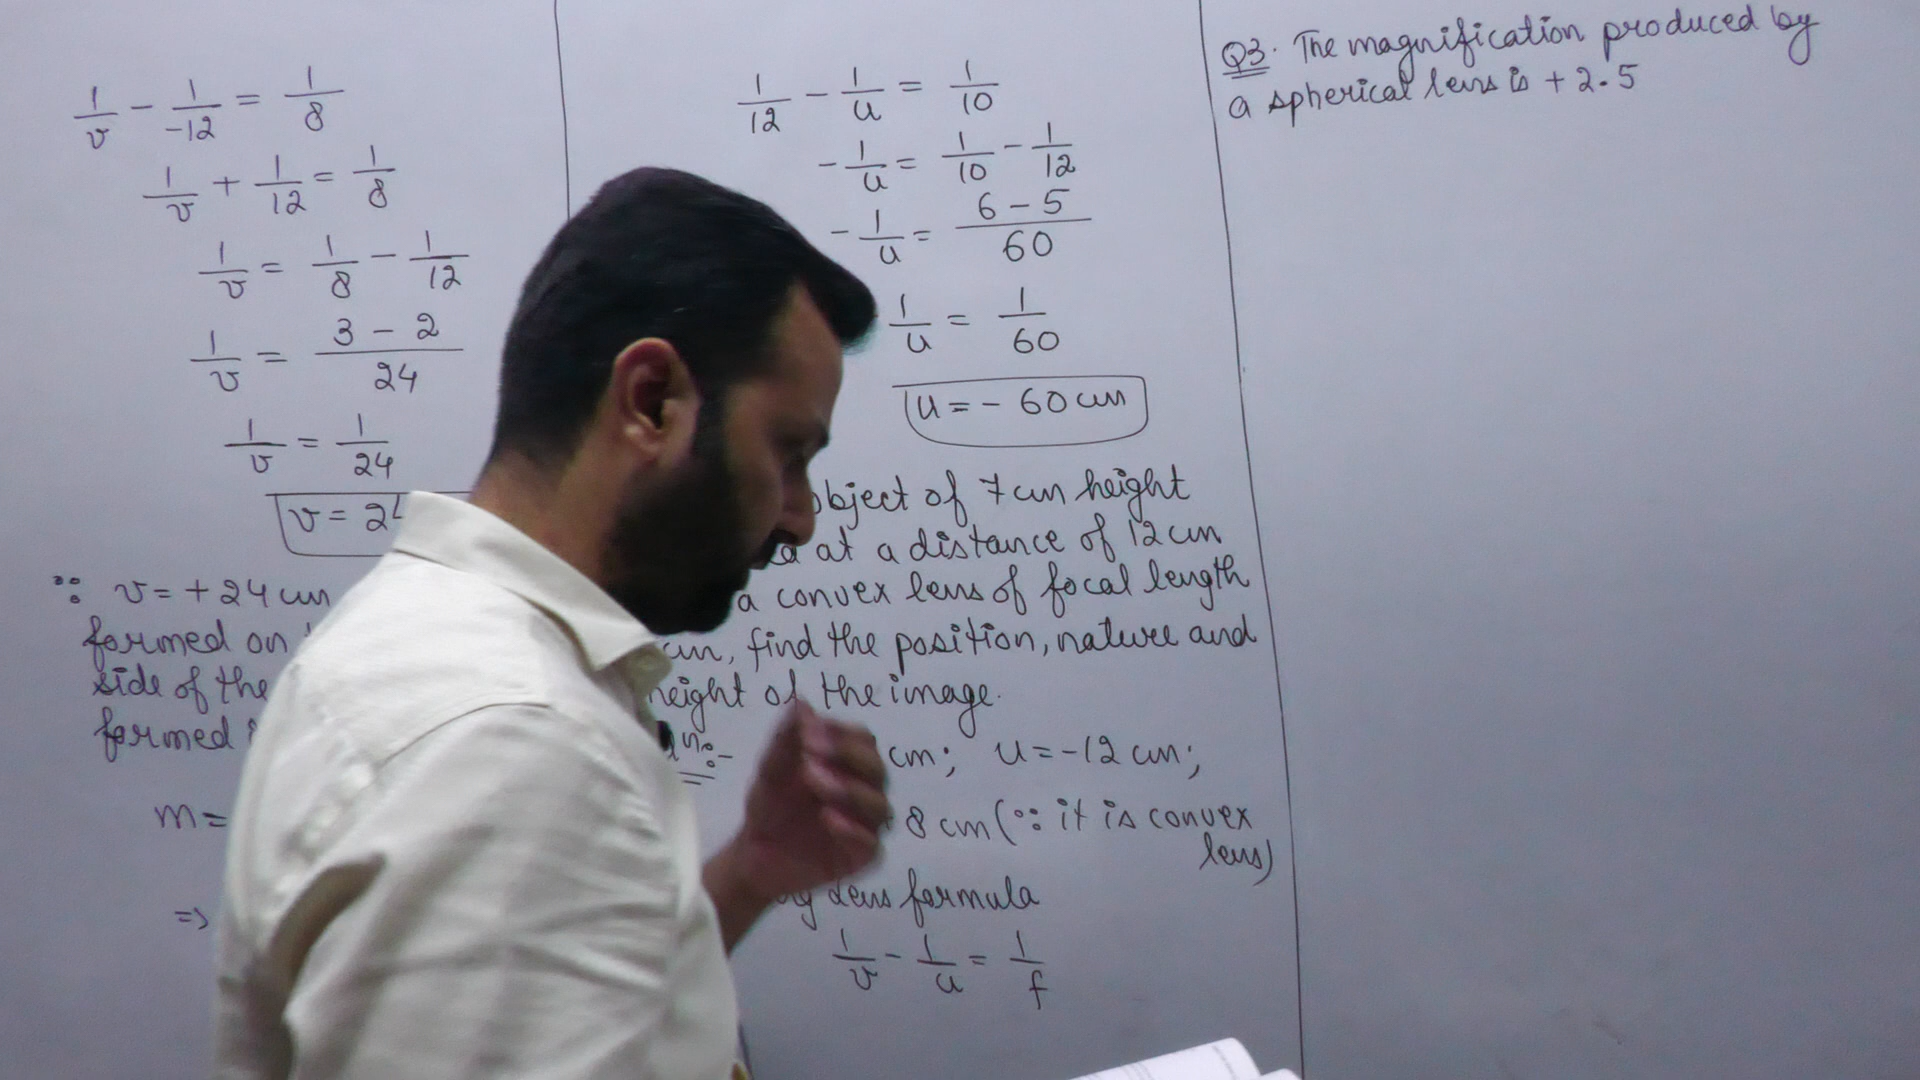 1/v - 1/-12 = 1/8
1/v + 1/12 = 1/8
1/v = 1/8 - 1/12
1/v = 3 - 2/24
1/v = 1/24
v = 24
∵ v = + 24 cm
formed on
side of the
formed
m =
=>
1/12 - 1/u = 1/10
- 1/u = 1/10 - 1/12
- 1/u = 6 - 5/60
1/u = 1/60
u = - 60 cm
object of 7 cm height
at a distance of 12 cm
a convex lens of focal length
cm, find the position, nature and
height of the image.
cm; u = -12 cm;
8 cm (∵ it is convex
lens)
lens formula
1/v - 1/u = 1/f
Q3. The magnification produced by
a spherical lens is + 2.5